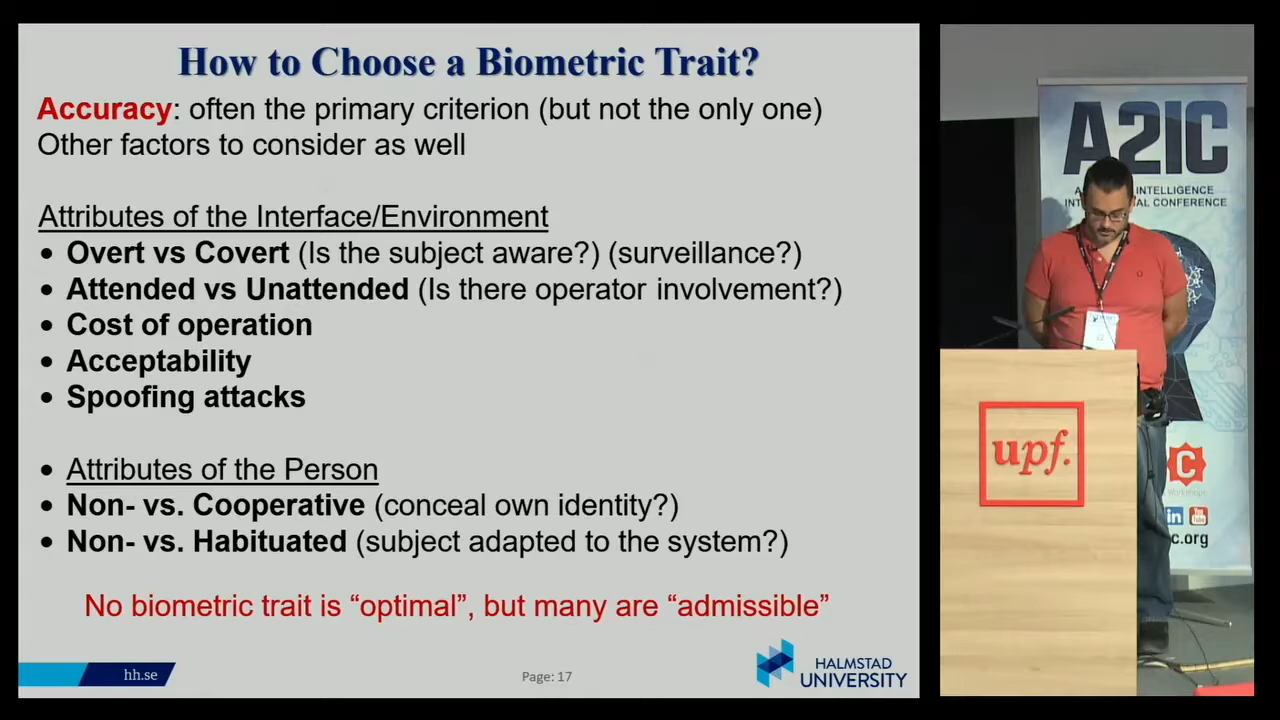 How to Choose a Biometric Trait?
Accuracy: often the primary criterion (but not the only one)
Other factors to consider as well
Attributes of the Interface/Environment
• Overt vs Covert (Is the subject aware?) (surveillance?)
• Attended vs Unattended (Is there operator involvement?)
• Cost of operation
• Acceptability
• Spoofing attacks
• Attributes of the Person
• Non- vs. Cooperative (conceal own identity?)
• Non- vs. Habituated (subject adapted to the system?)
No biometric trait is “optimal”, but many are “admissible”
hh.se
Page: 17
HALMSTAD
UNIVERSITY
A2IC
INTELLIGENCE
CONFERENCE
upf.
C
in
You
Tube
c.org